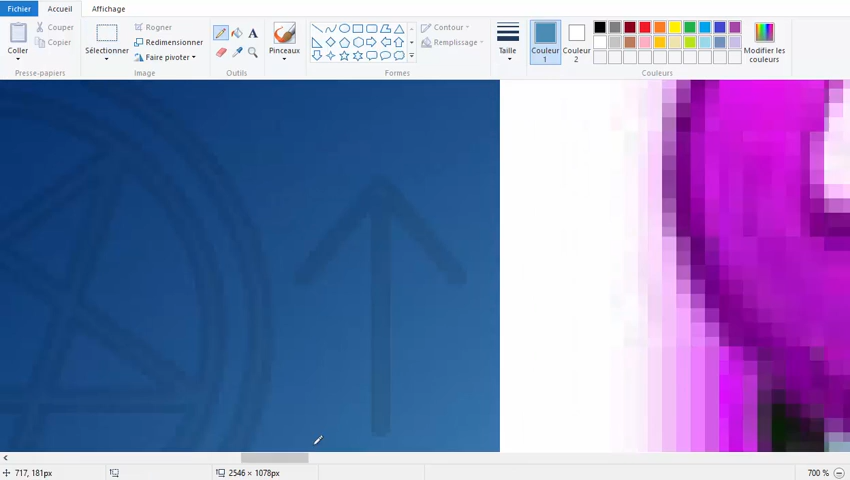 Fichier Accueil Affichage
Coller
Couper
Copier
Presse-papiers
Sélectionner
Rogner
Redimensionner
Faire pivoter
Image
A
Outils
Pinceaux
Contour
Remplissage
Formes
Taille
Couleur 1
Couleur 2
Modifier les couleurs
Couleurs
717, 181px
2546 × 1078px
700 %